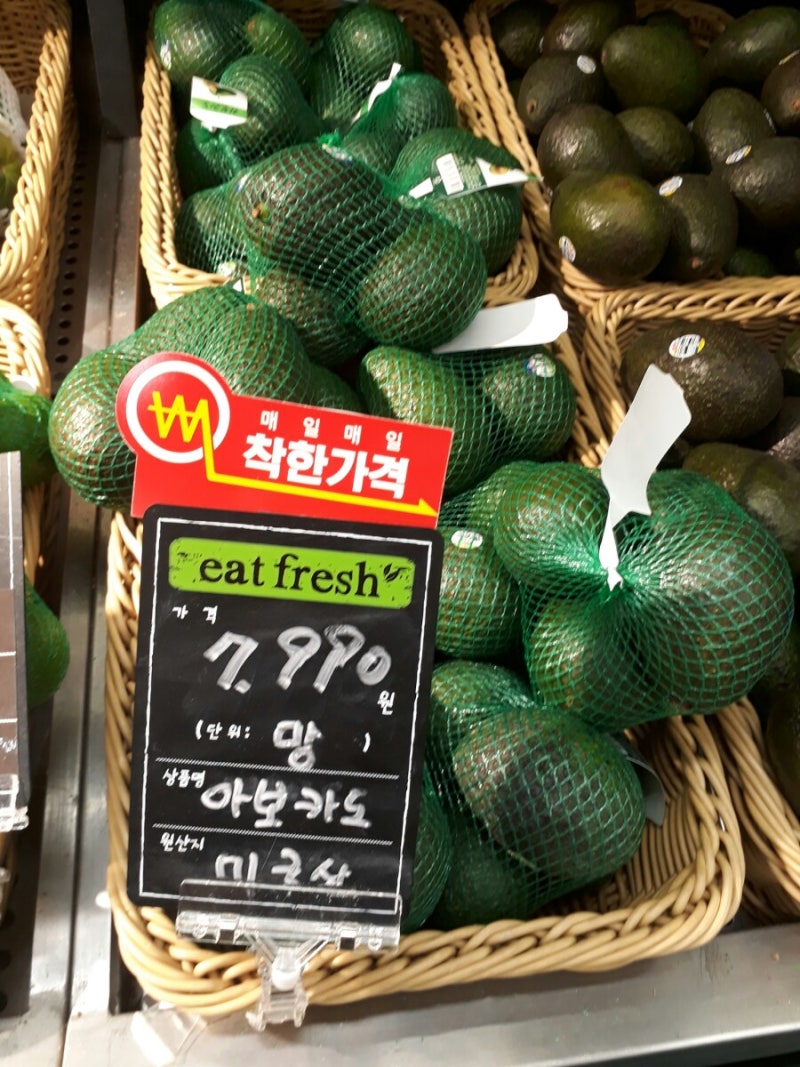 ₩
매일매일
착한가격
eat fresh
가격
7,990
원
(단위: 망 )
상품명
아보카도
원산지
미국산